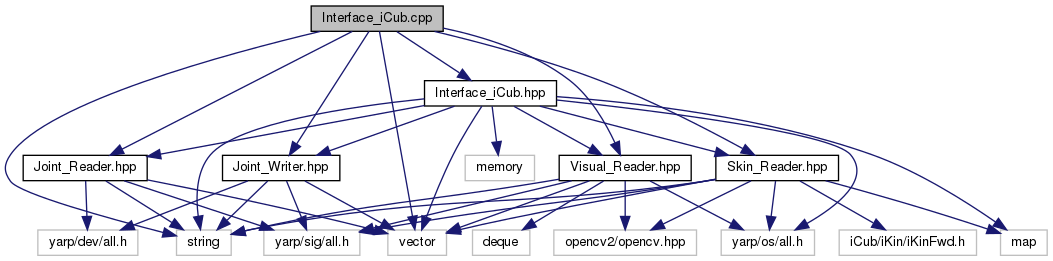 Interface_iCub.cpp
Interface_iCub.hpp
Joint_Reader.hpp
Joint_Writer.hpp
memory
Visual_Reader.hpp
Skin_Reader.hpp
yarp/dev/all.h
string
yarp/sig/all.h
vector
deque
opencv2/opencv.hpp
yarp/os/all.h
iCub/iKin/iKinFwd.h
map